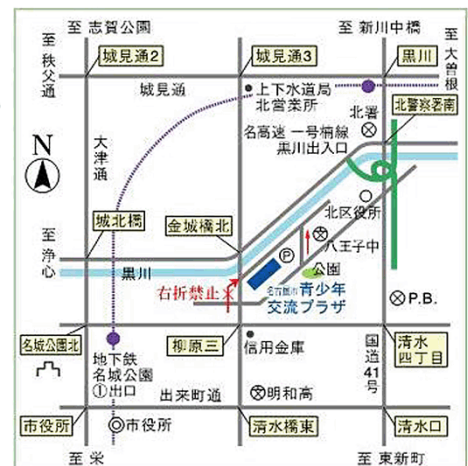 至 志賀公園
至 新川中橋
至 秩父通
城見通2
城見通3
黒川
至 大曽根
城見通
上下水道局
北営業所
北署
北警察署南
N
大津通
名高速 一号楠線
黒川出入口
城北橋
金城橋北
北区役所
文
八王子中
至 浄心
P
公園
黒川
右折禁止×
名古屋市 青少年
交流プラザ
P.B.
名城公園北
柳原三
信用金庫
国道41号
清水
四丁目
地下鉄
名城公園
①出口
出来町通
文明和高
市役所
市役所
清水橋東
清水口
至 栄
至 東新町